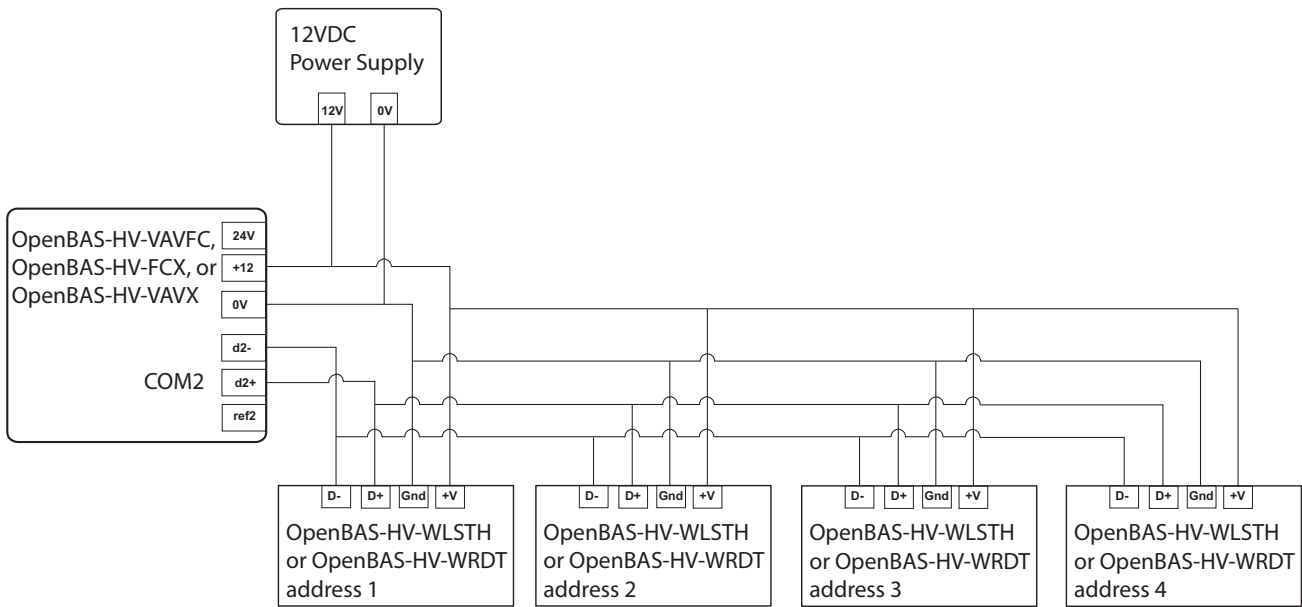 12VDC
Power Supply
12V 0V
OpenBAS-HV-VAVFC,
OpenBAS-HV-FCX, or
OpenBAS-HV-VAVX
24V
+12
0V
d2-
COM2 d2+
ref2
D- D+ Gnd +V
OpenBAS-HV-WLSTH
or OpenBAS-HV-WRDT
address 1
D- D+ Gnd +V
OpenBAS-HV-WLSTH
or OpenBAS-HV-WRDT
address 2
D- D+ Gnd +V
OpenBAS-HV-WLSTH
or OpenBAS-HV-WRDT
address 3
D- D+ Gnd +V
OpenBAS-HV-WLSTH
or OpenBAS-HV-WRDT
address 4